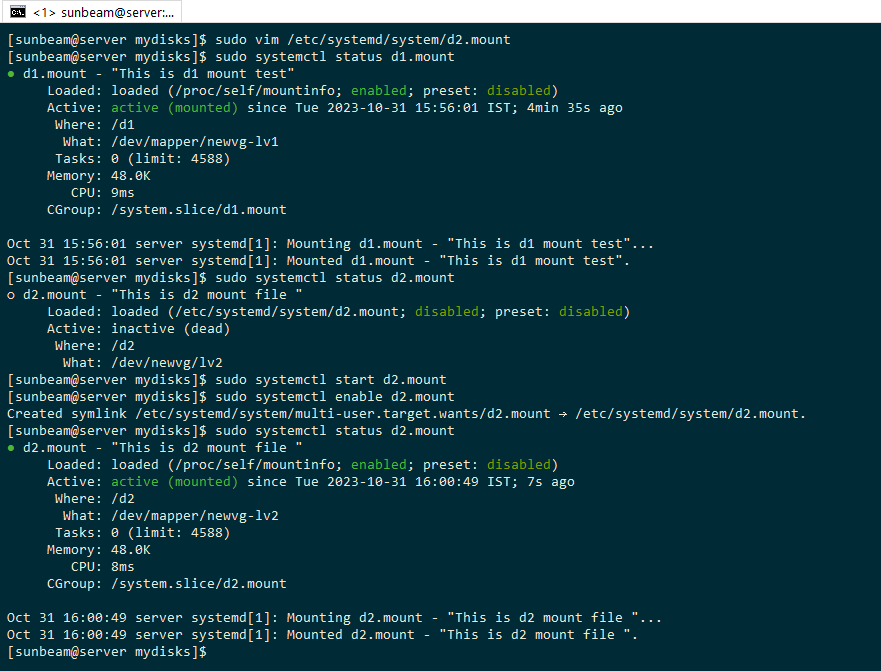 <1> sunbeam@server:...
[sunbeam@server mydisks]$ sudo vim /etc/systemd/system/d2.mount
[sunbeam@server mydisks]$ sudo systemctl status d1.mount
● d1.mount - "This is d1 mount test"
     Loaded: loaded (/proc/self/mountinfo; enabled; preset: disabled)
     Active: active (mounted) since Tue 2023-10-31 15:56:01 IST; 4min 35s ago
      Where: /d1
       What: /dev/mapper/newvg-lv1
      Tasks: 0 (limit: 4588)
     Memory: 48.0K
        CPU: 9ms
     CGroup: /system.slice/d1.mount

Oct 31 15:56:01 server systemd[1]: Mounting d1.mount - "This is d1 mount test"...
Oct 31 15:56:01 server systemd[1]: Mounted d1.mount - "This is d1 mount test".
[sunbeam@server mydisks]$ sudo systemctl status d2.mount
○ d2.mount - "This is d2 mount file "
     Loaded: loaded (/etc/systemd/system/d2.mount; disabled; preset: disabled)
     Active: inactive (dead)
      Where: /d2
       What: /dev/newvg/lv2
[sunbeam@server mydisks]$ sudo systemctl start d2.mount
[sunbeam@server mydisks]$ sudo systemctl enable d2.mount
Created symlink /etc/systemd/system/multi-user.target.wants/d2.mount → /etc/systemd/system/d2.mount.
[sunbeam@server mydisks]$ sudo systemctl status d2.mount
● d2.mount - "This is d2 mount file "
     Loaded: loaded (/proc/self/mountinfo; enabled; preset: disabled)
     Active: active (mounted) since Tue 2023-10-31 16:00:49 IST; 7s ago
      Where: /d2
       What: /dev/mapper/newvg-lv2
      Tasks: 0 (limit: 4588)
     Memory: 48.0K
        CPU: 8ms
     CGroup: /system.slice/d2.mount

Oct 31 16:00:49 server systemd[1]: Mounting d2.mount - "This is d2 mount file "...
Oct 31 16:00:49 server systemd[1]: Mounted d2.mount - "This is d2 mount file ".
[sunbeam@server mydisks]$